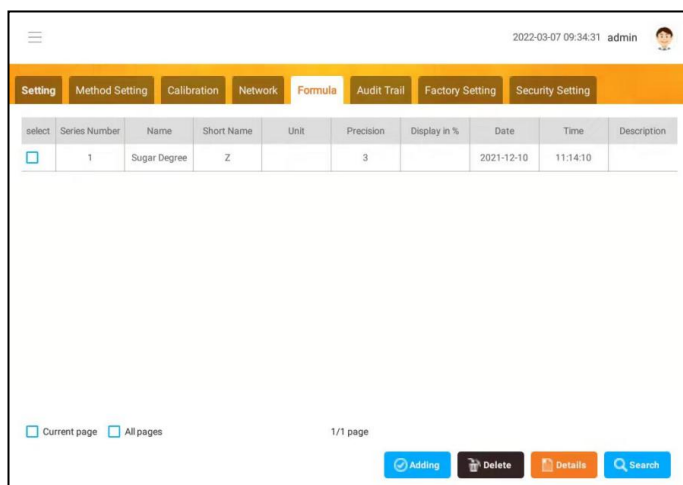 2022-03-07 09:34:31 admin
Setting Method Setting Calibration Network Formula Audit Trail Factory Setting Security Setting
select Series Number Name Short Name Unit Precision Display in % Date Time Description
1 Sugar Degree Z 3 2021-12-10 11:14:10
Current page All pages 1/1 page
Adding Delete Details Search